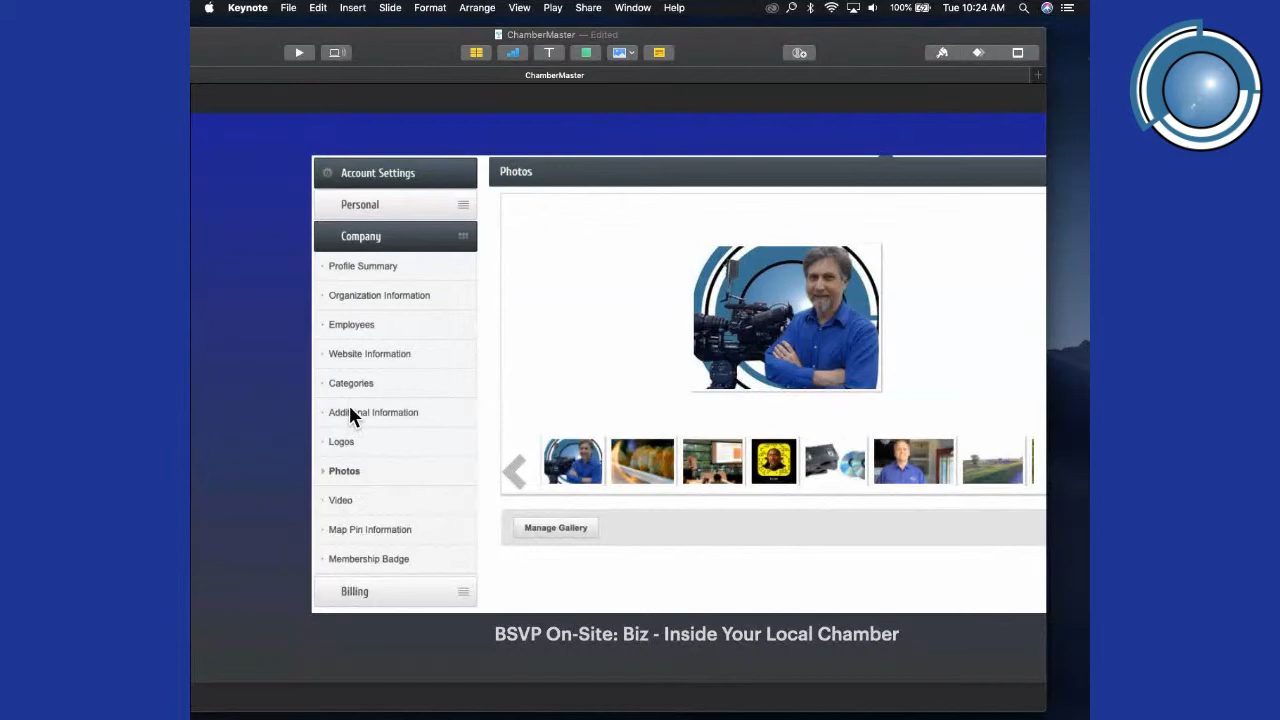 Keynote File Edit Insert Slide Format Arrange View Play Share Window Help 100% Tue 10:24 AM
ChamberMaster — Edited
ChamberMaster
Account Settings
Personal
Company
Profile Summary
Organization Information
Employees
Website Information
Categories
Additional Information
Logos
Photos
Video
Map Pin Information
Membership Badge
Billing
Photos
Manage Gallery
BSVP On-Site: Biz - Inside Your Local Chamber